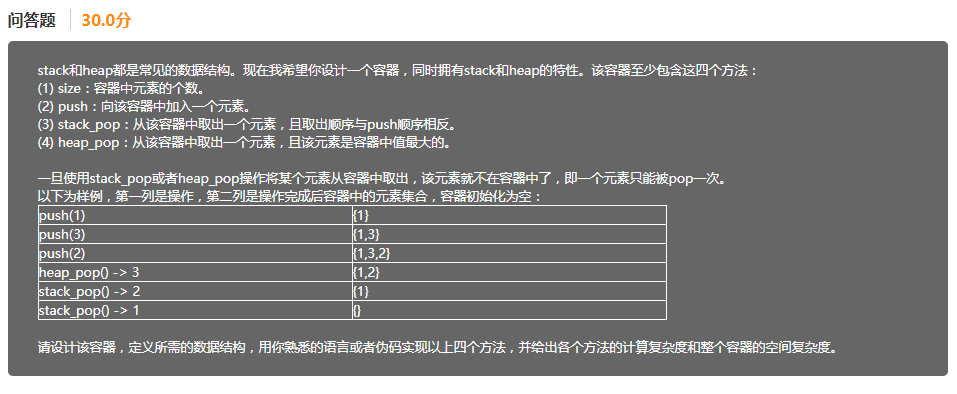 问答题 30.0分
stack和heap都是常见的数据结构。现在我希望你设计一个容器，同时拥有stack和heap的特性。该容器至少包含这四个方法：
(1) size：容器中元素的个数。
(2) push：向该容器中加入一个元素。
(3) stack_pop：从该容器中取出一个元素，且取出顺序与push顺序相反。
(4) heap_pop：从该容器中取出一个元素，且该元素是容器中值最大的。
一旦使用stack_pop或者heap_pop操作将某个元素从容器中取出，该元素就不在容器中了，即一个元素只能被pop一次。
以下为样例，第一列是操作，第二列是操作完成后容器中的元素集合，容器初始化为空：
push(1) {1}
push(3) {1,3}
push(2) {1,3,2}
heap_pop() -> 3 {1,2}
stack_pop() -> 2 {1}
stack_pop() -> 1 {}
请设计该容器，定义所需的数据结构，用你熟悉的语言或者伪码实现以上四个方法，并给出各个方法的计算复杂度和整个容器的空间复杂度。